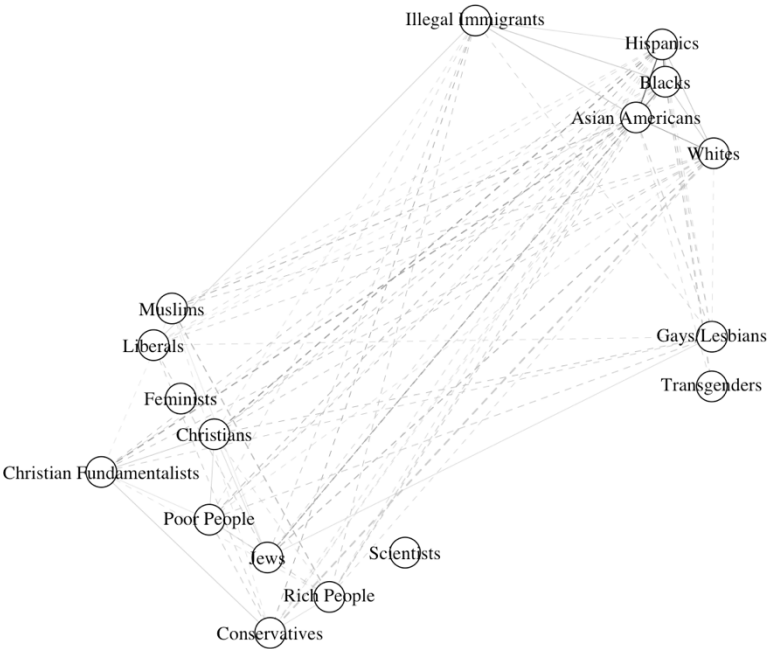 Illegal Immigrants
Hispanics
Blacks
Asian Americans
Whites
Muslims
Gays/Lesbians
Liberals
Transgenders
Feminists
Christians
Christian Fundamentalists
Poor People
Scientists
Jews
Rich People
Conservatives